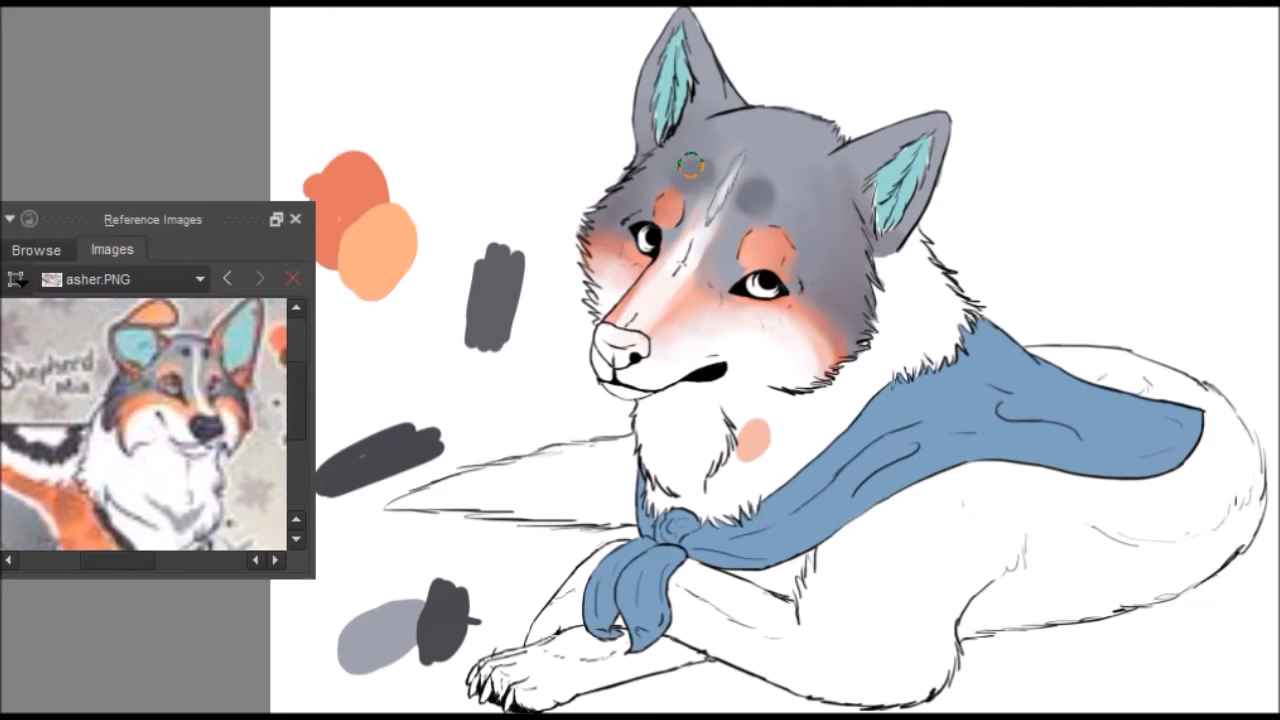 Reference Images
Browse
Images
asher.PNG
Shepherd
Mix